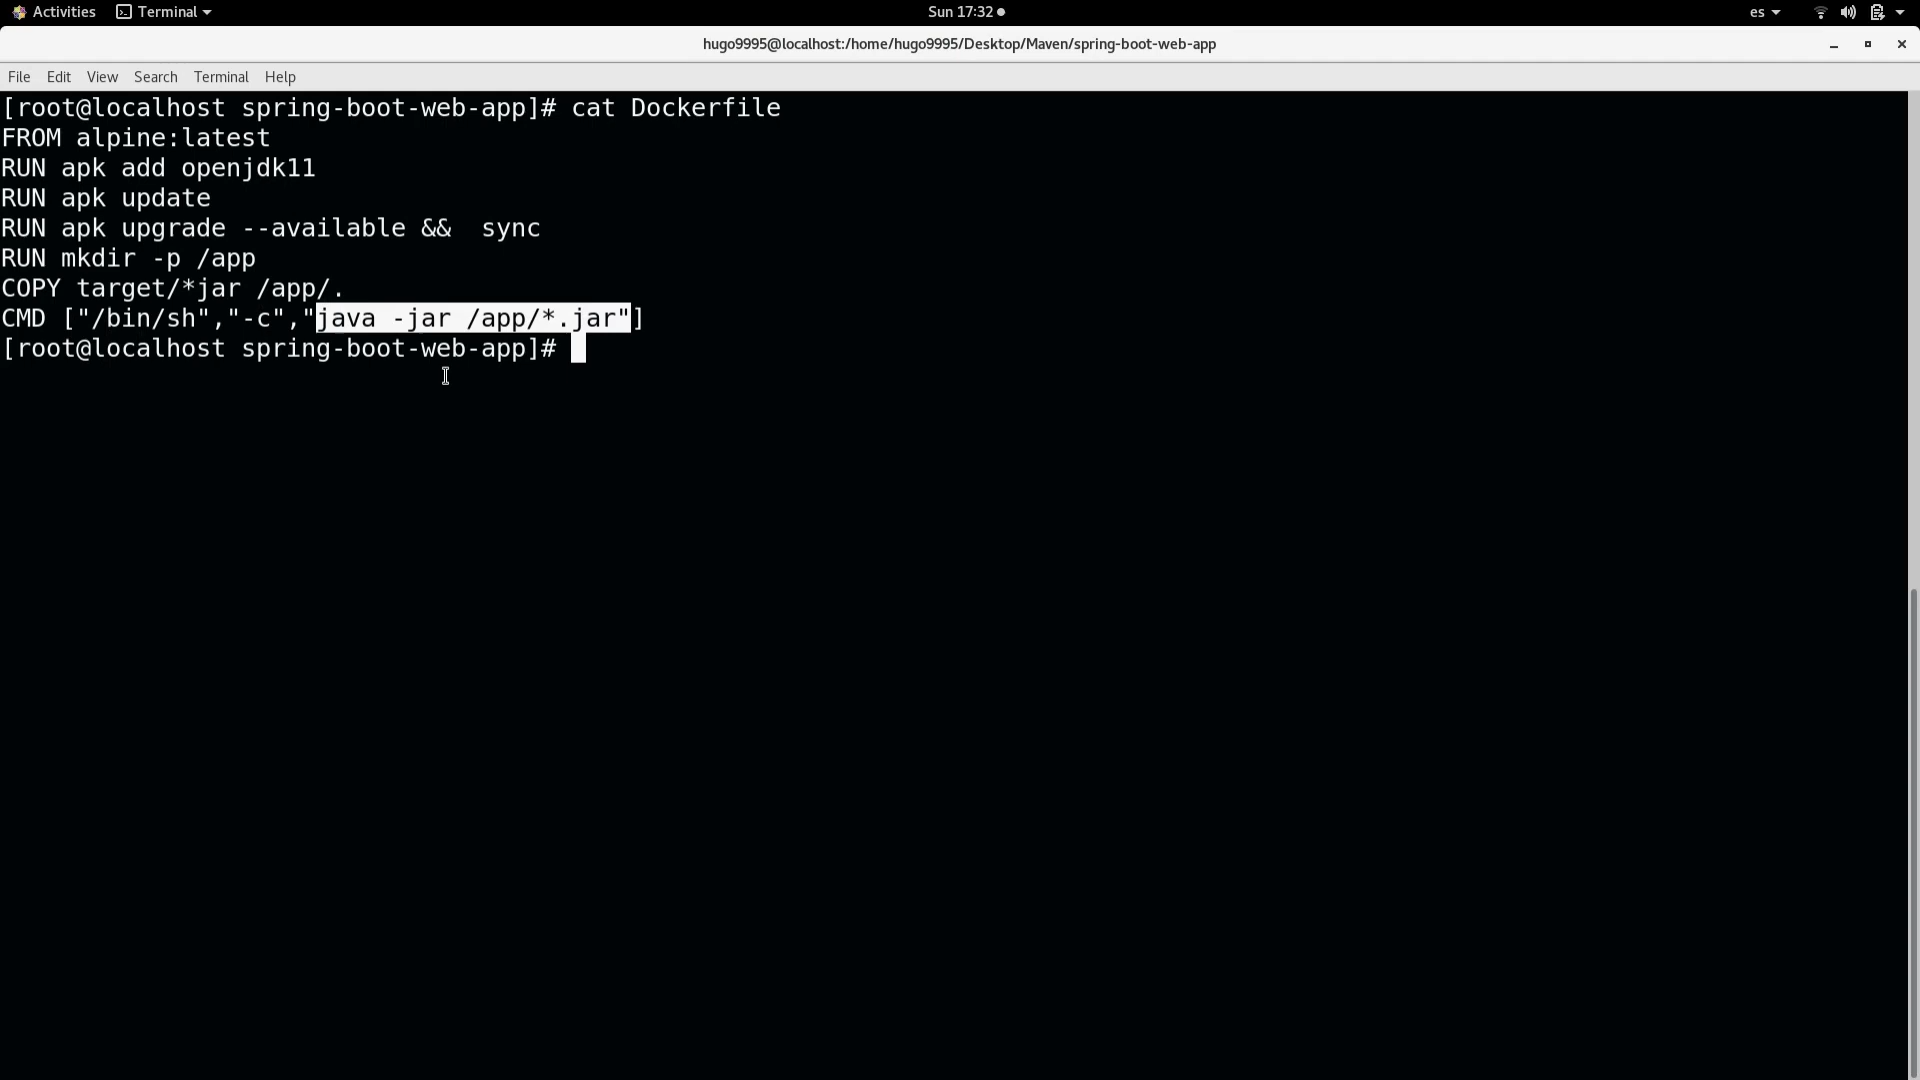 Activities Terminal Sun 17:32 es
hugo9995@localhost:/home/hugo9995/Desktop/Maven/spring-boot-web-app
File Edit View Search Terminal Help
[root@localhost spring-boot-web-app]# cat Dockerfile
FROM alpine:latest
RUN apk add openjdk11
RUN apk update
RUN apk upgrade --available &&  sync
RUN mkdir -p /app
COPY target/*jar /app/.
CMD ["/bin/sh","-c","java -jar /app/*.jar"]
[root@localhost spring-boot-web-app]#